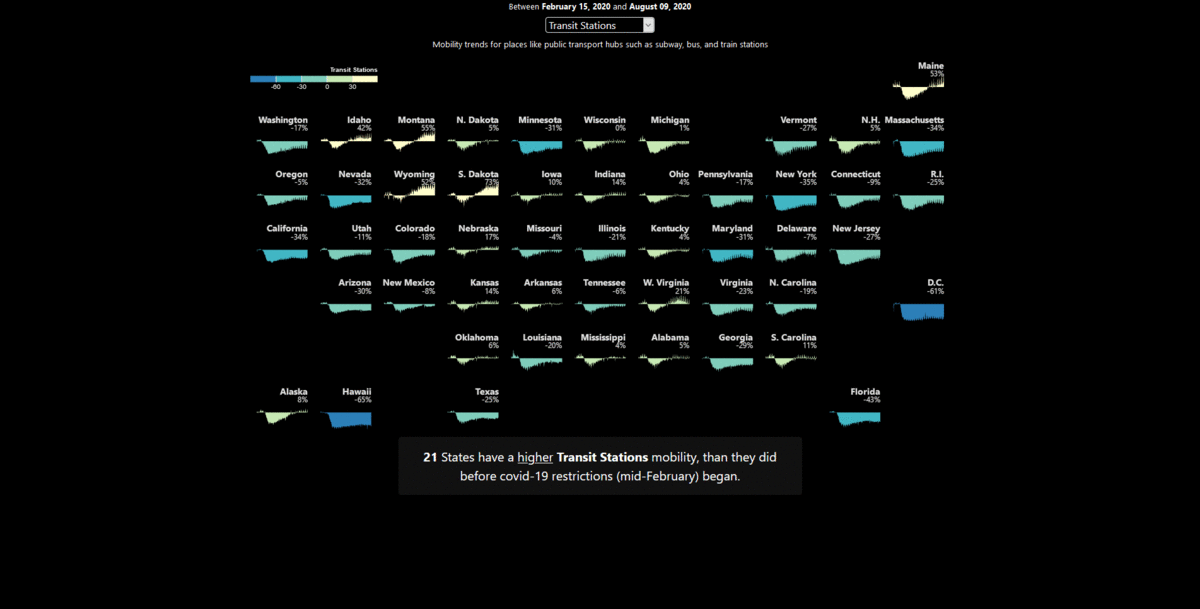 Between February 15, 2020 and August 09, 2020
Transit Stations
Mobility trends for places like public transport hubs such as subway, bus, and train stations
Transit Stations
-60 -30 0 30
Maine
53%
Washington Idaho Montana N. Dakota Minnesota Wisconsin Michigan Vermont N.H. Massachusetts
-17% 42% 55% 5% -31% 0% 1% -27% 5% -34%
Oregon Nevada Wyoming S. Dakota Iowa Indiana Ohio Pennsylvania New York Connecticut R.I.
-5% -32% 52% 73% 10% 14% 4% -17% -35% -9% -25%
California Utah Colorado Nebraska Missouri Illinois Kentucky Maryland Delaware New Jersey
-34% -11% -18% 17% -4% -21% 4% -31% -7% -27%
Arizona New Mexico Kansas Arkansas Tennessee W. Virginia Virginia N. Carolina D.C.
-30% -8% 14% 6% -6% 21% -23% -19% -61%
Oklahoma Louisiana Mississippi Alabama Georgia S. Carolina
6% -20% 4% 5% -29% 11%
Alaska Hawaii Texas Florida
8% -65% -25% -43%
21 States have a higher Transit Stations mobility, than they did
before covid-19 restrictions (mid-February) began.